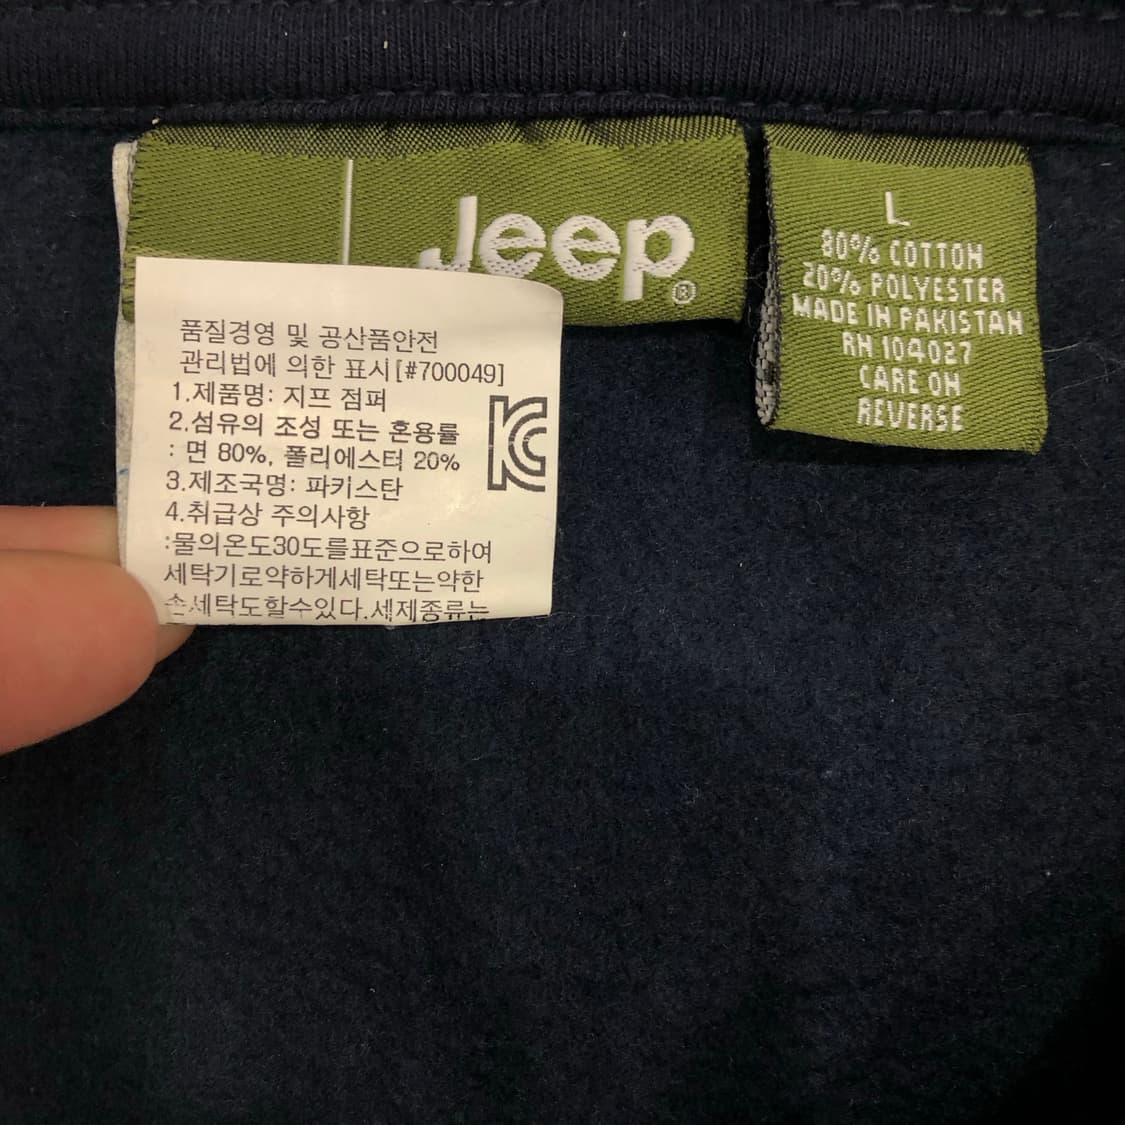 Jeep®
L
80% COTTON
20% POLYESTER
MADE IN PAKISTAN
RN 104027
CARE ON
REVERSE
품질경영 및 공산품안전
관리법에 의한 표시[#700049]
1.제품명: 지프 점퍼
2.섬유의 조성 또는 혼용률
: 면 80%, 폴리에스터 20%
3.제조국명: 파키스탄
4.취급상 주의사항
:물의온도30도를표준으로하여
세탁기로약하게세탁또는약한
손세탁도할수있다.세제종류는